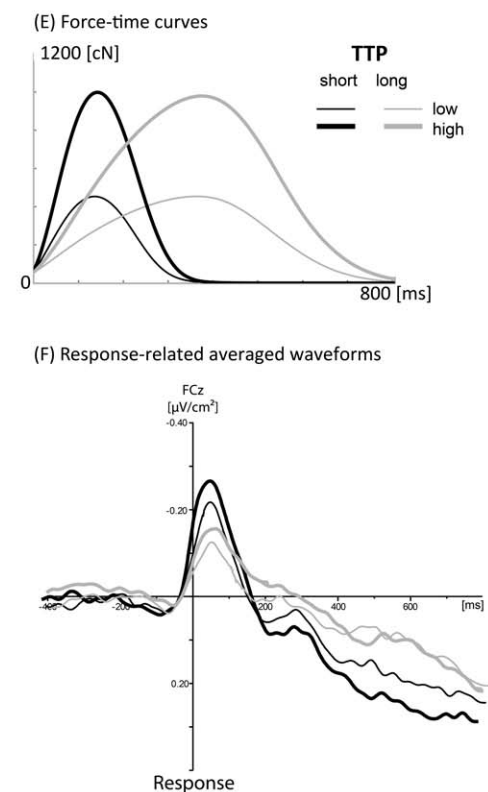 (E) Force-time curves
1200 [cN]
TTP
short long
low
high
0
800 [ms]
(F) Response-related averaged waveforms
FCz
[µV/cm²]
-0.40
-0.20
-400 -200 200 400 600 [ms]
0.20
Response